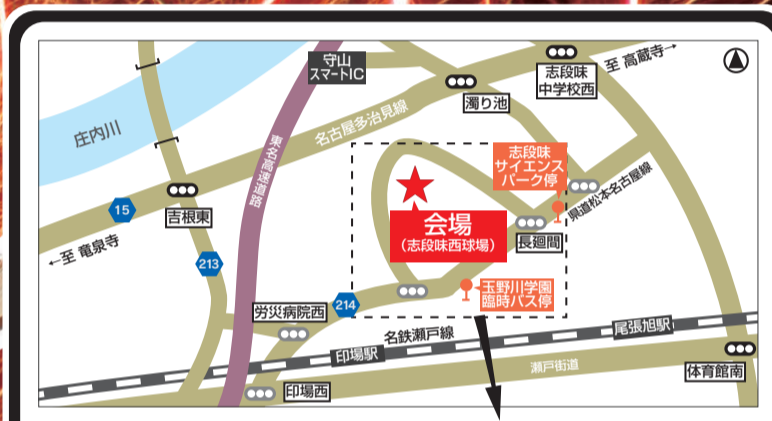 守山
スマートIC
志段味
中学校西
至 高蔵寺→
濁り池
庄内川
名古屋多治見線
東名高速道路
志段味
サイエンス
パーク停
県道松本名古屋線
15
吉根東
会場
(志段味西球場)
長廻間
←至 竜泉寺
213
玉野川学園
臨時バス停
労災病院西
214
名鉄瀬戸線
尾張旭駅
印場駅
瀬戸街道
体育館南
印場西